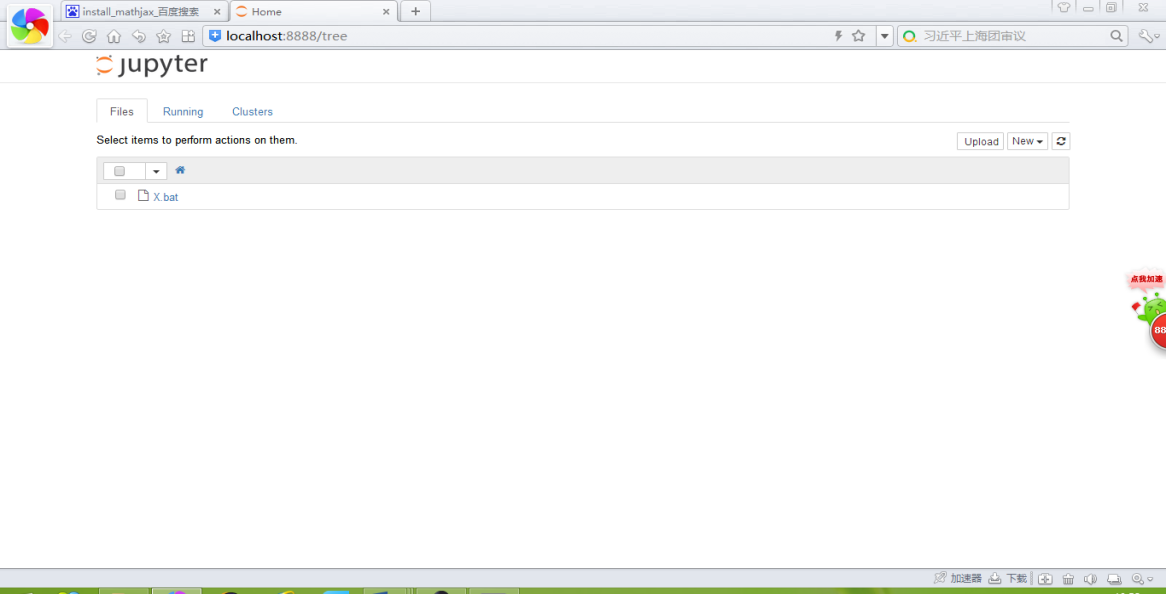 install_mathjax_百度搜索
Home
localhost:8888/tree
习近平上海团审议
jupyter
Files Running Clusters
Select items to perform actions on them.
Upload New
X.bat
点我加速
88
加速器 下载